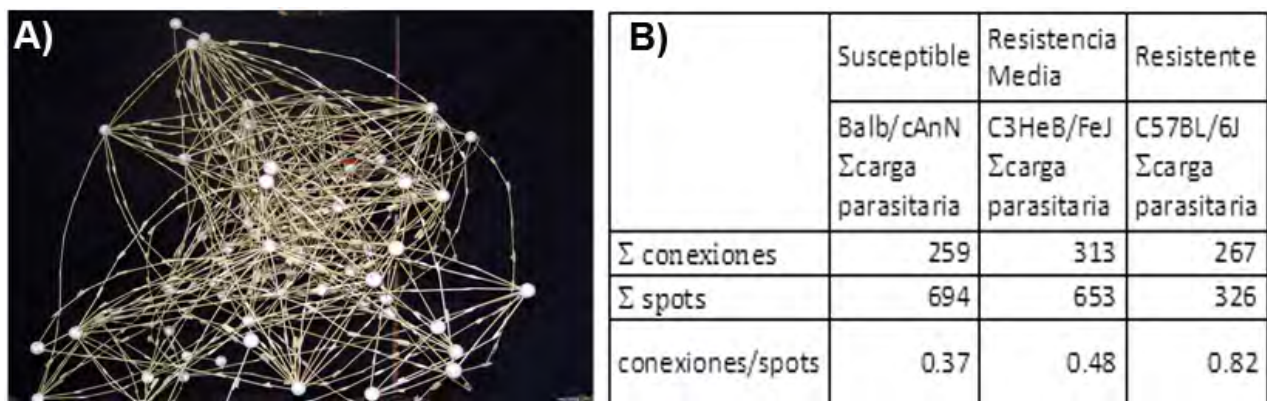 A)
B)
Susceptible
Resistencia
Media
Resistente
Balb/cAnN
Σcarga
parasitaria
C3HeB/FeJ
Σcarga
parasitaria
C57BL/6J
Σcarga
parasitaria
Σ conexiones 259 313 267
Σ spots 694 653 326
conexiones/spots 0.37 0.48 0.82